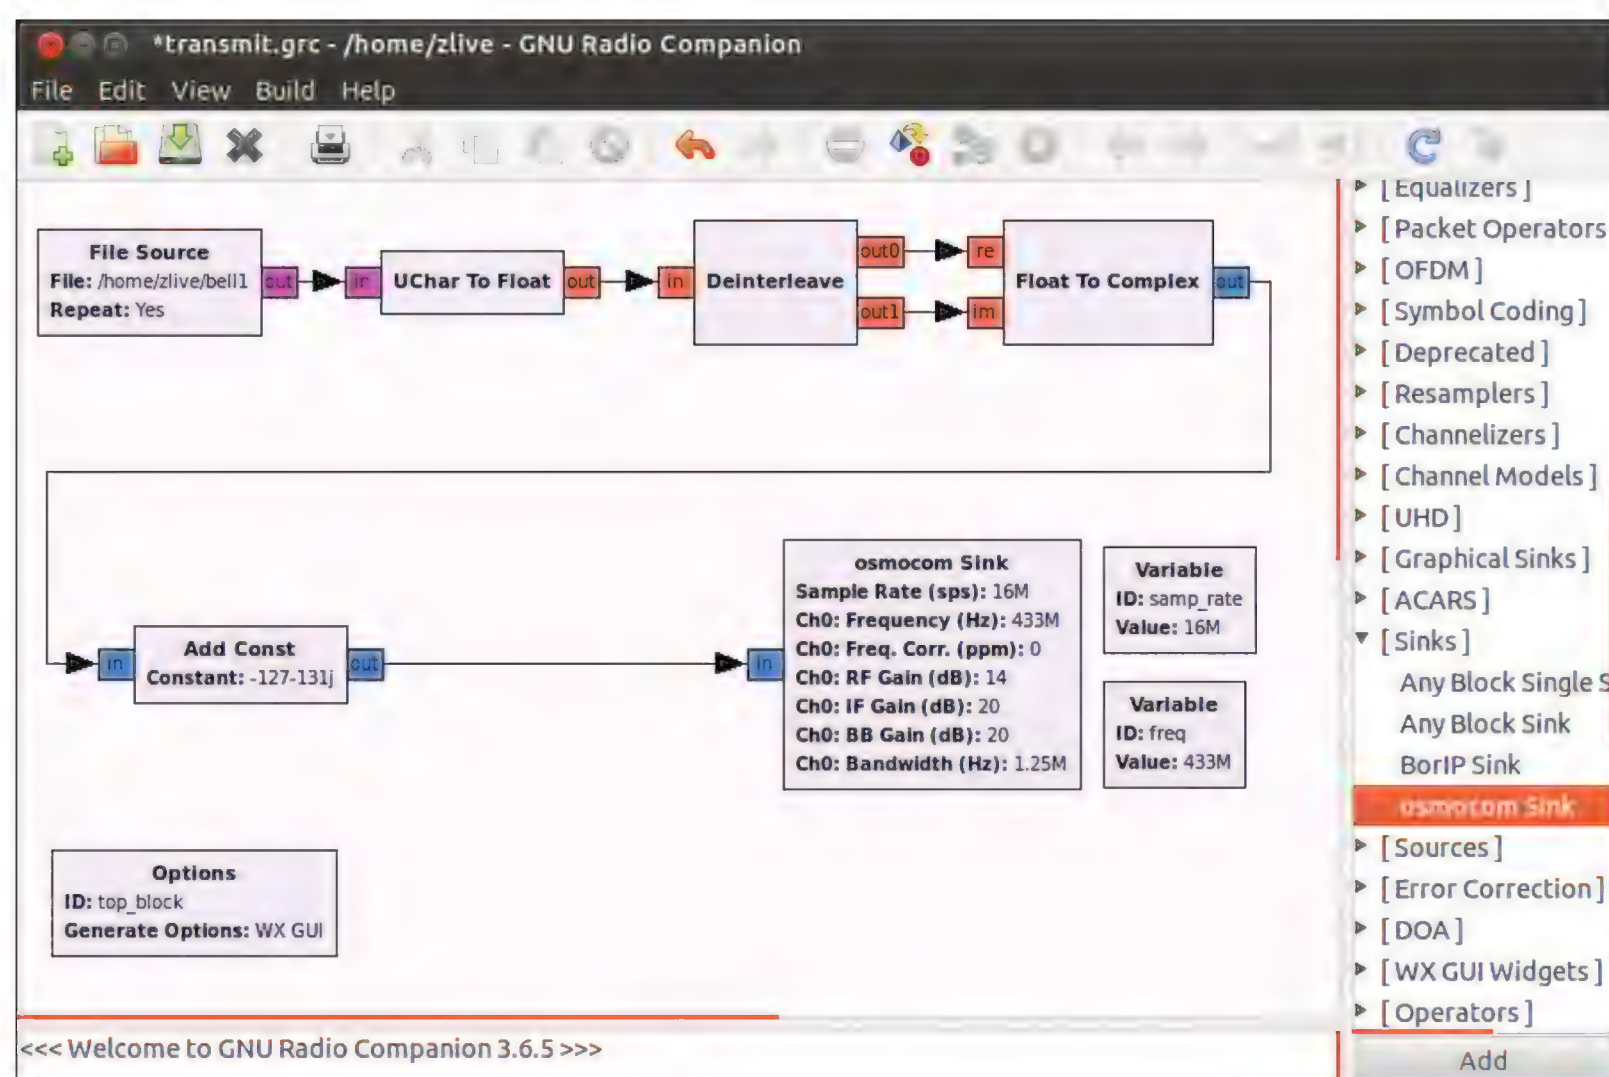 *transmit.grc - /home/zlive - GNU Radio Companion
File Edit View Build Help
File Source
File: /home/zlive/bell1
Repeat: Yes
out
in
UChar To Float
out
in
Deinterleave
out0
out1
re
im
Float To Complex
out
in
Add Const
Constant: -127-131j
out
in
osmocom Sink
Sample Rate (sps): 16M
Ch0: Frequency (Hz): 433M
Ch0: Freq. Corr. (ppm): 0
Ch0: RF Gain (dB): 14
Ch0: IF Gain (dB): 20
Ch0: BB Gain (dB): 20
Ch0: Bandwidth (Hz): 1.25M
Variable
ID: samp_rate
Value: 16M
Variable
ID: freq
Value: 433M
Options
ID: top_block
Generate Options: WX GUI
[ Equalizers ]
[ Packet Operators
[ OFDM ]
[ Symbol Coding ]
[ Deprecated ]
[ Resamplers ]
[ Channelizers ]
[ Channel Models ]
[ UHD ]
[ Graphical Sinks ]
[ ACARS ]
[ Sinks ]
Any Block Single S
Any Block Sink
BorIP Sink
osmocom Sink
[ Sources ]
[ Error Correction ]
[ DOA ]
[ WX GUI Widgets ]
[ Operators ]
Add
<<< Welcome to GNU Radio Companion 3.6.5 >>>